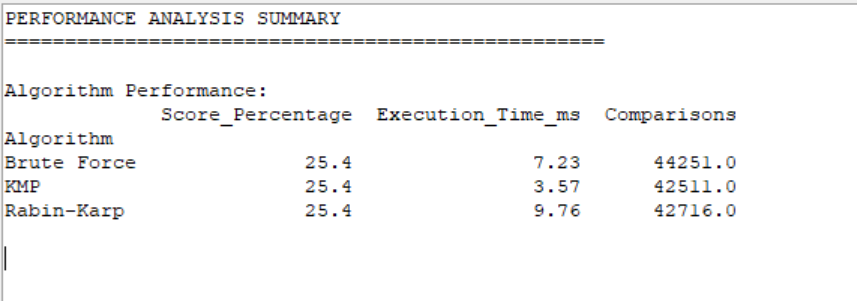 PERFORMANCE ANALYSIS SUMMARY
==================================================
Algorithm Performance:
Score_Percentage Execution_Time_ms Comparisons
Algorithm
Brute Force 25.4 7.23 44251.0
KMP 25.4 3.57 42511.0
Rabin-Karp 25.4 9.76 42716.0